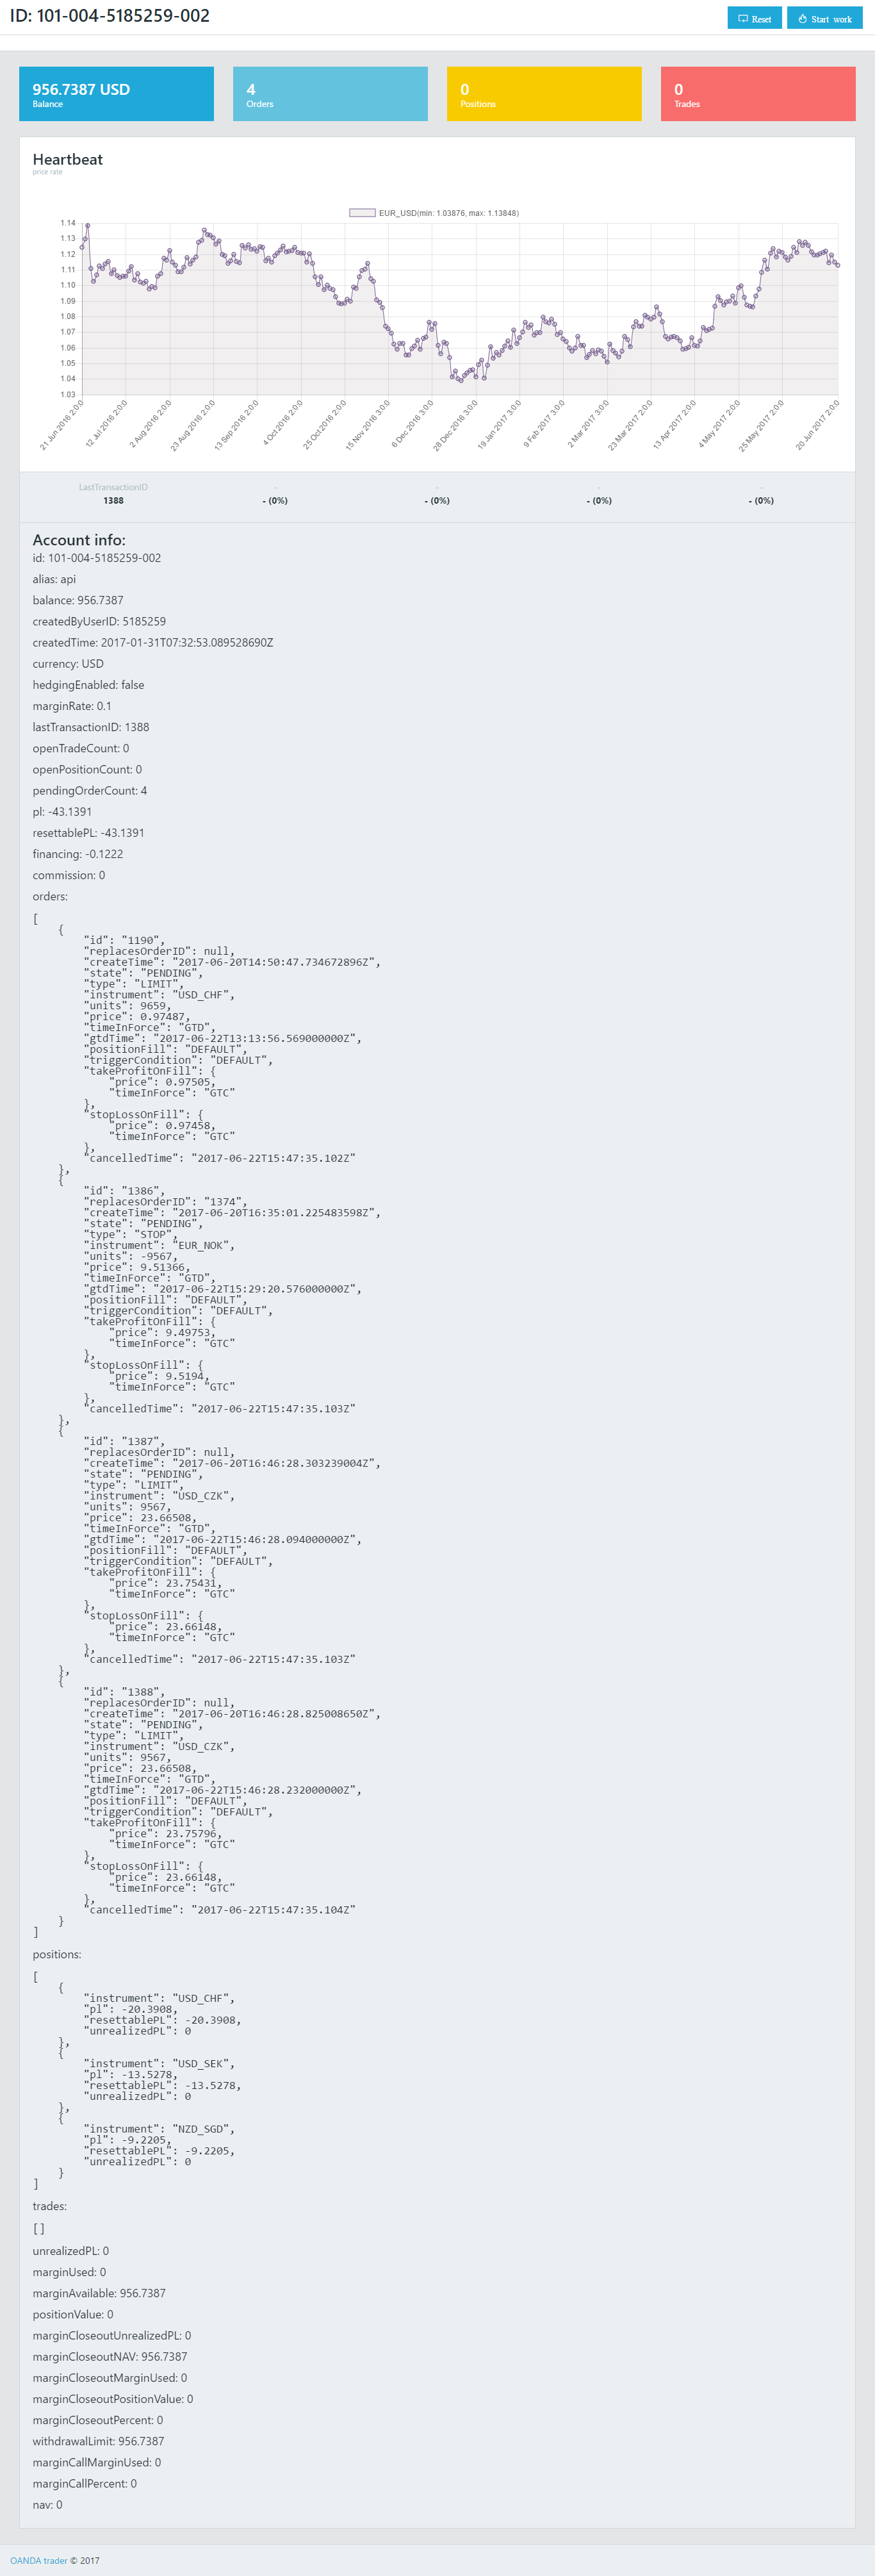 ID: 101-004-5185259-002
Reset
Start work
956.7387 USD
Balance
4
Orders
0
Positions
0
Trades
Heartbeat
price rate
EUR_USD(min: 1.03876, max: 1.13848)
1.14
1.13
1.12
1.11
1.10
1.09
1.08
1.07
1.06
1.05
1.04
1.03
21 Jun 2016 2:0:0
12 Jul 2016 2:0:0
2 Aug 2016 2:0:0
23 Aug 2016 2:0:0
13 Sep 2016 2:0:0
4 Oct 2016 2:0:0
25 Oct 2016 2:0:0
15 Nov 2016 3:0:0
6 Dec 2016 3:0:0
28 Dec 2016 3:0:0
19 Jan 2017 3:0:0
9 Feb 2017 3:0:0
2 Mar 2017 3:0:0
23 Mar 2017 2:0:0
13 Apr 2017 2:0:0
4 May 2017 2:0:0
25 May 2017 2:0:0
20 Jun 2017 2:0:0
LastTransactionID - - - -
1388 - (0%) - (0%) - (0%) - (0%)
Account info:
id: 101-004-5185259-002
alias: api
balance: 956.7387
createdByUserID: 5185259
createdTime: 2017-01-31T07:32:53.089528690Z
currency: USD
hedgingEnabled: false
marginRate: 0.1
lastTransactionID: 1388
openTradeCount: 0
openPositionCount: 0
pendingOrderCount: 4
pl: -43.1391
resettablePL: -43.1391
financing: -0.1222
commission: 0
orders:
[
{
"id": "1190",
"replacesOrderID": null,
"createTime": "2017-06-20T14:50:47.734672896Z",
"state": "PENDING",
"type": "LIMIT",
"instrument": "USD_CHF",
"units": 9659,
"price": 0.97487,
"timeInForce": "GTD",
"gtdTime": "2017-06-22T13:13:56.569000000Z",
"positionFill": "DEFAULT",
"triggerCondition": "DEFAULT",
"takeProfitOnFill": {
"price": 0.97505,
"timeInForce": "GTC"
},
"stopLossOnFill": {
"price": 0.97458,
"timeInForce": "GTC"
},
"cancelledTime": "2017-06-22T15:47:35.102Z"
},
{
"id": "1386",
"replacesOrderID": "1374",
"createTime": "2017-06-20T16:35:01.225483598Z",
"state": "PENDING",
"type": "STOP",
"instrument": "EUR_NOK",
"units": -9567,
"price": 9.51366,
"timeInForce": "GTD",
"gtdTime": "2017-06-22T15:29:20.576000000Z",
"positionFill": "DEFAULT",
"triggerCondition": "DEFAULT",
"takeProfitOnFill": {
"price": 9.49753,
"timeInForce": "GTC"
},
"stopLossOnFill": {
"price": 9.5194,
"timeInForce": "GTC"
},
"cancelledTime": "2017-06-22T15:47:35.103Z"
},
{
"id": "1387",
"replacesOrderID": null,
"createTime": "2017-06-20T16:46:28.303239004Z",
"state": "PENDING",
"type": "LIMIT",
"instrument": "USD_CZK",
"units": 9567,
"price": 23.66508,
"timeInForce": "GTD",
"gtdTime": "2017-06-22T15:46:28.094000000Z",
"positionFill": "DEFAULT",
"triggerCondition": "DEFAULT",
"takeProfitOnFill": {
"price": 23.75431,
"timeInForce": "GTC"
},
"stopLossOnFill": {
"price": 23.66148,
"timeInForce": "GTC"
},
"cancelledTime": "2017-06-22T15:47:35.103Z"
},
{
"id": "1388",
"replacesOrderID": null,
"createTime": "2017-06-20T16:46:28.825008650Z",
"state": "PENDING",
"type": "LIMIT",
"instrument": "USD_CZK",
"units": 9567,
"price": 23.66508,
"timeInForce": "GTD",
"gtdTime": "2017-06-22T15:46:28.232000000Z",
"positionFill": "DEFAULT",
"triggerCondition": "DEFAULT",
"takeProfitOnFill": {
"price": 23.75796,
"timeInForce": "GTC"
},
"stopLossOnFill": {
"price": 23.66148,
"timeInForce": "GTC"
},
"cancelledTime": "2017-06-22T15:47:35.104Z"
}
]
positions:
[
{
"instrument": "USD_CHF",
"pl": -20.3908,
"resettablePL": -20.3908,
"unrealizedPL": 0
},
{
"instrument": "USD_SEK",
"pl": -13.5278,
"resettablePL": -13.5278,
"unrealizedPL": 0
},
{
"instrument": "NZD_SGD",
"pl": -9.2205,
"resettablePL": -9.2205,
"unrealizedPL": 0
}
]
trades:
[]
unrealizedPL: 0
marginUsed: 0
marginAvailable: 956.7387
positionValue: 0
marginCloseoutUnrealizedPL: 0
marginCloseoutNAV: 956.7387
marginCloseoutMarginUsed: 0
marginCloseoutPositionValue: 0
marginCloseoutPercent: 0
withdrawalLimit: 956.7387
marginCallMarginUsed: 0
marginCallPercent: 0
nav: 0
OANDA trader © 2017